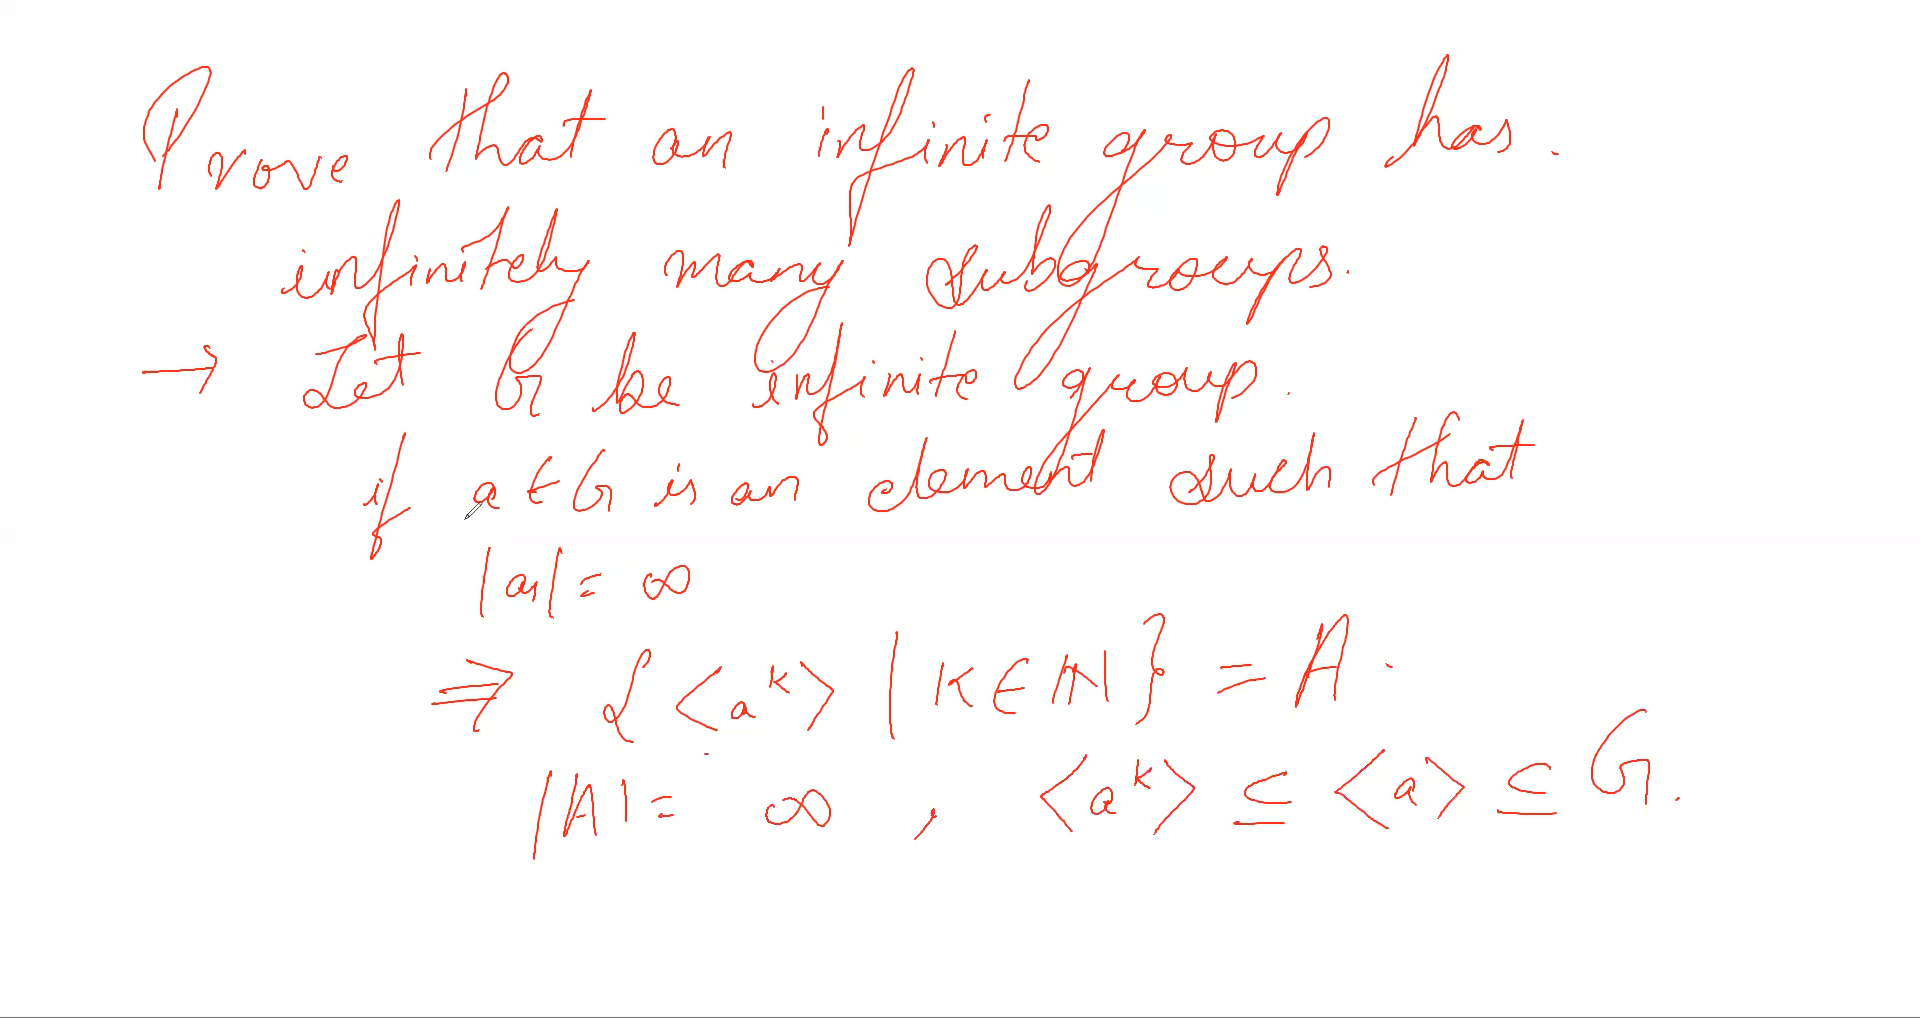 Prove that an infinite group has.
infinitely many subgroups.
→ Let G be infinite group.
if a ∈ G is an element such that
|a| = ∞
⇒ {<a^k> | k ∈ ℕ} = A.
|A| = ∞ , <a^k> ⊆ <a> ⊆ G.